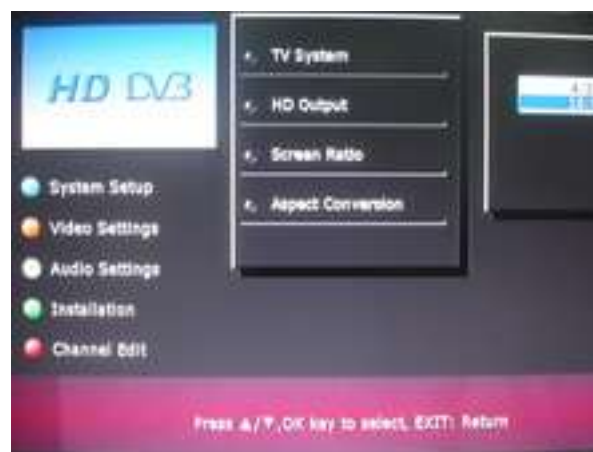 HD DVB
TV System
HD Output
Screen Ratio
Aspect Conversion
System Setup
Video Settings
Audio Settings
Installation
Channel Edit
Press ▲/▼,OK key to select, EXIT: Return